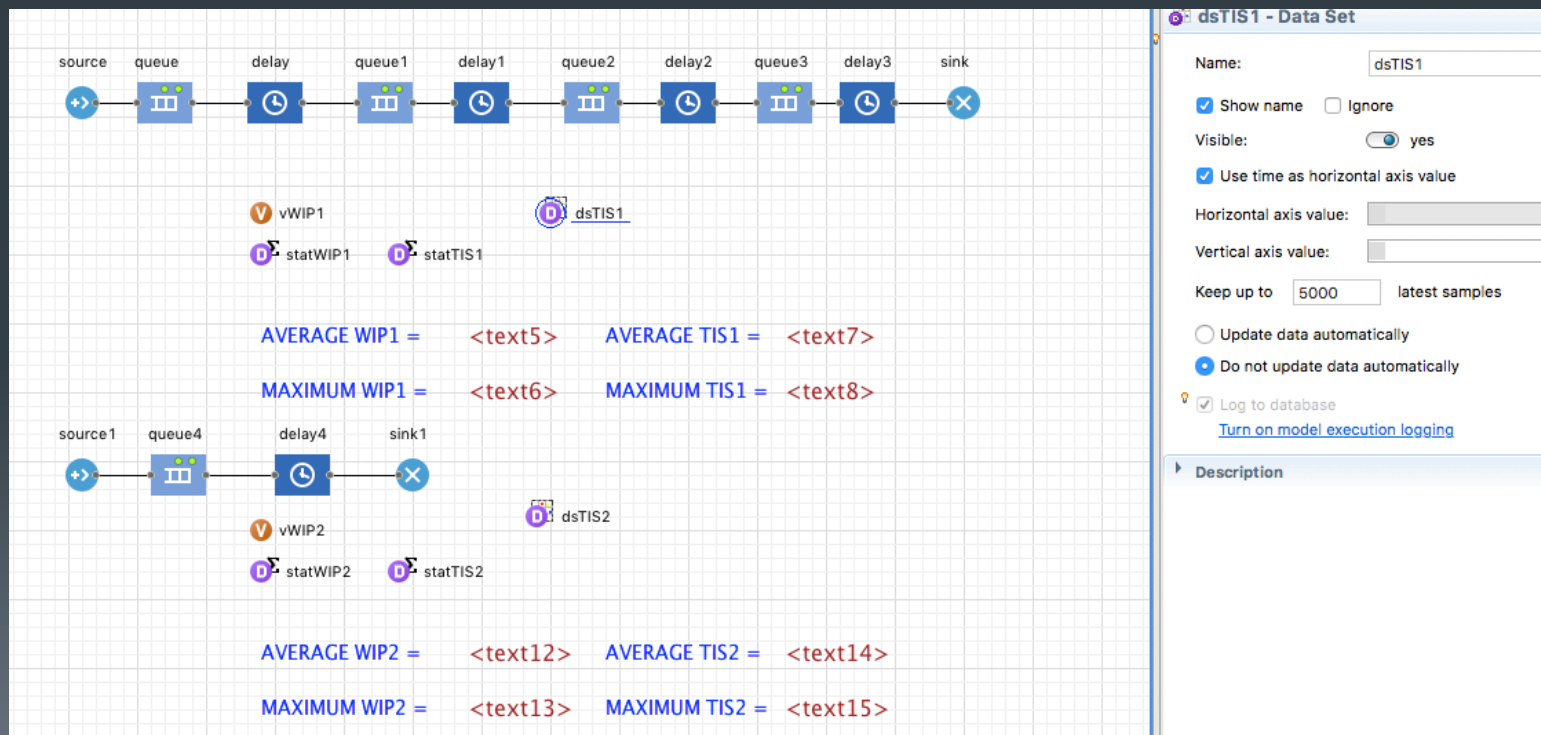 source queue delay queue1 delay1 queue2 delay2 queue3 delay3 sink
vWIP1 dsTIS1
statWIP1 statTIS1
AVERAGE WIP1 = <text5> AVERAGE TIS1 = <text7>
MAXIMUM WIP1 = <text6> MAXIMUM TIS1 = <text8>
source1 queue4 delay4 sink1
vWIP2 dsTIS2
statWIP2 statTIS2
AVERAGE WIP2 = <text12> AVERAGE TIS2 = <text14>
MAXIMUM WIP2 = <text13> MAXIMUM TIS2 = <text15>
dsTIS1 - Data Set
Name: dsTIS1
Show name Ignore
Visible: yes
Use time as horizontal axis value
Horizontal axis value:
Vertical axis value:
Keep up to 5000 latest samples
Update data automatically
Do not update data automatically
Log to database
Turn on model execution logging
Description